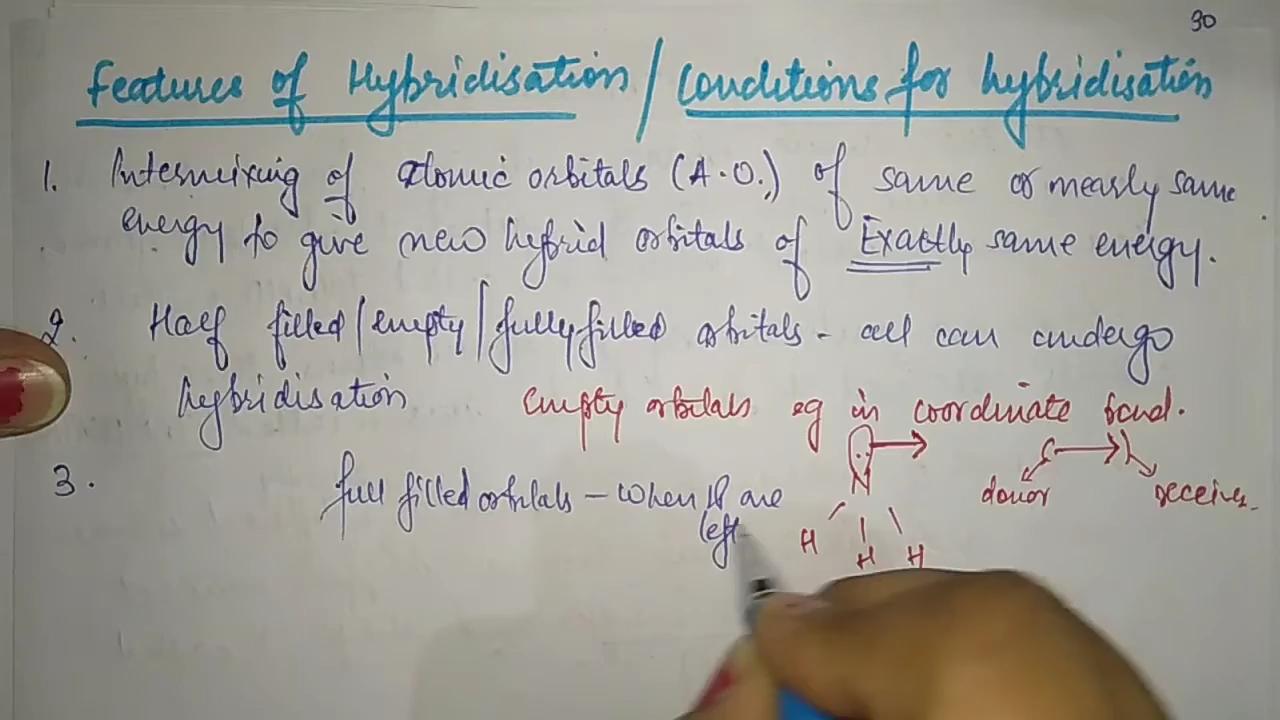 30
Features of Hybridisation / Conditions for hybridisation
1. Intermixing of atomic orbitals (A.O.) of same or nearly same
energy to give new hybrid orbitals of Exactly same energy.
2. Half filled/empty/fully filled orbitals - all can undergo
hybridisation
empty orbitals eg in coordinate bond.
N
H H H
donor receiver.
3.
full filled orbitals - when lp are
left